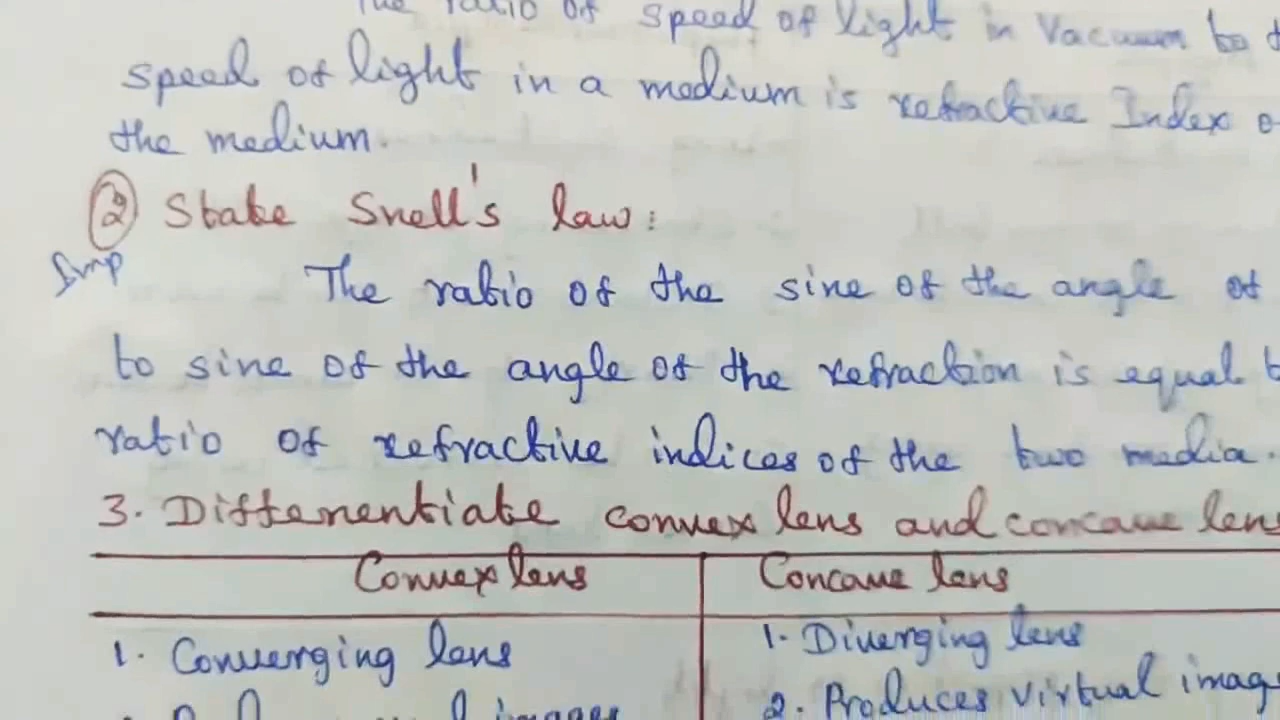 The ratio of speed of light in Vacuum to
speed of light in a medium is refractive Index
the medium.
② State Snell's law:
Imp
The ratio of the sine of the angle of
to sine of the angle of the refraction is equal
ratio of refractive indices of the two media.
3. Differentiate convex lens and concave lens
Convex lens Concave lens
1. Converging lens 1. Diverging lens
images 2. Produces virtual